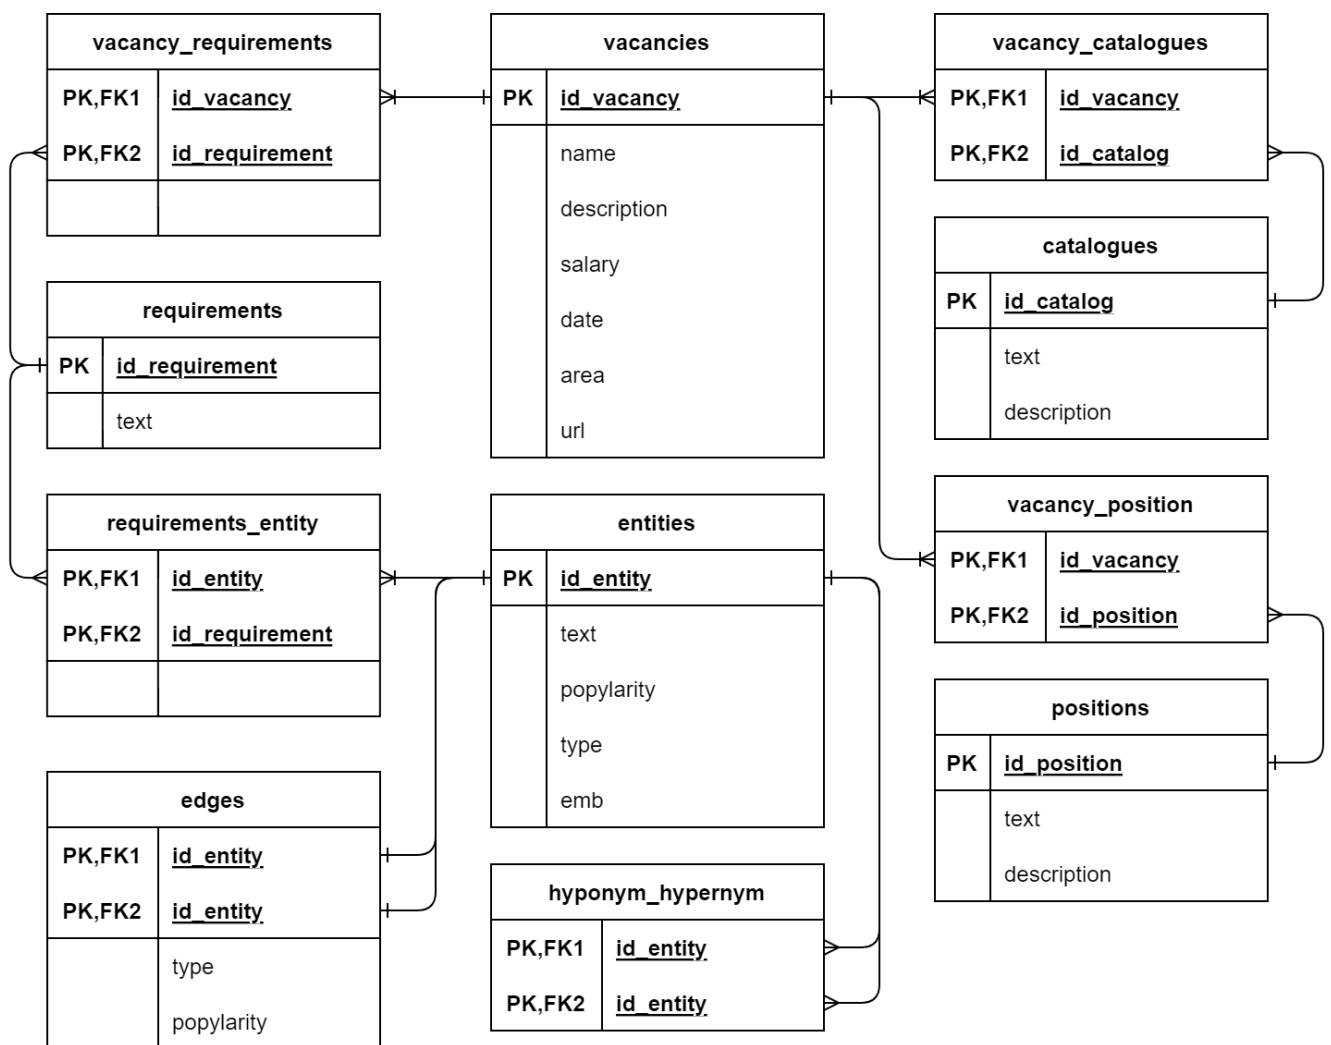 vacancy_requirements
PK,FK1 id_vacancy
PK,FK2 id_requirement
requirements
PK id_requirement
text
requirements_entity
PK,FK1 id_entity
PK,FK2 id_requirement
edges
PK,FK1 id_entity
PK,FK2 id_entity
type
popylarity
vacancies
PK id_vacancy
name
description
salary
date
area
url
entities
PK id_entity
text
popylarity
type
emb
hyponym_hypernym
PK,FK1 id_entity
PK,FK2 id_entity
vacancy_catalogues
PK,FK1 id_vacancy
PK,FK2 id_catalog
catalogues
PK id_catalog
text
description
vacancy_position
PK,FK1 id_vacancy
PK,FK2 id_position
positions
PK id_position
text
description